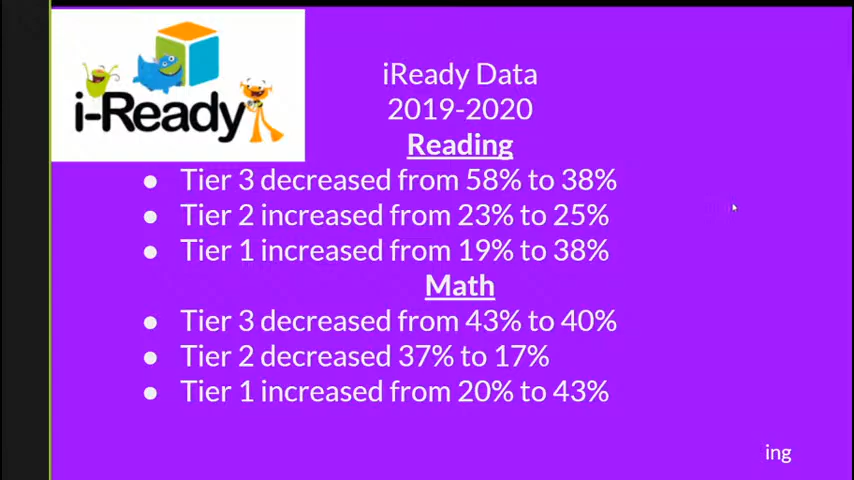 i-Ready
iReady Data
2019-2020
Reading
● Tier 3 decreased from 58% to 38%
● Tier 2 increased from 23% to 25%
● Tier 1 increased from 19% to 38%
Math
● Tier 3 decreased from 43% to 40%
● Tier 2 decreased 37% to 17%
● Tier 1 increased from 20% to 43%
ing